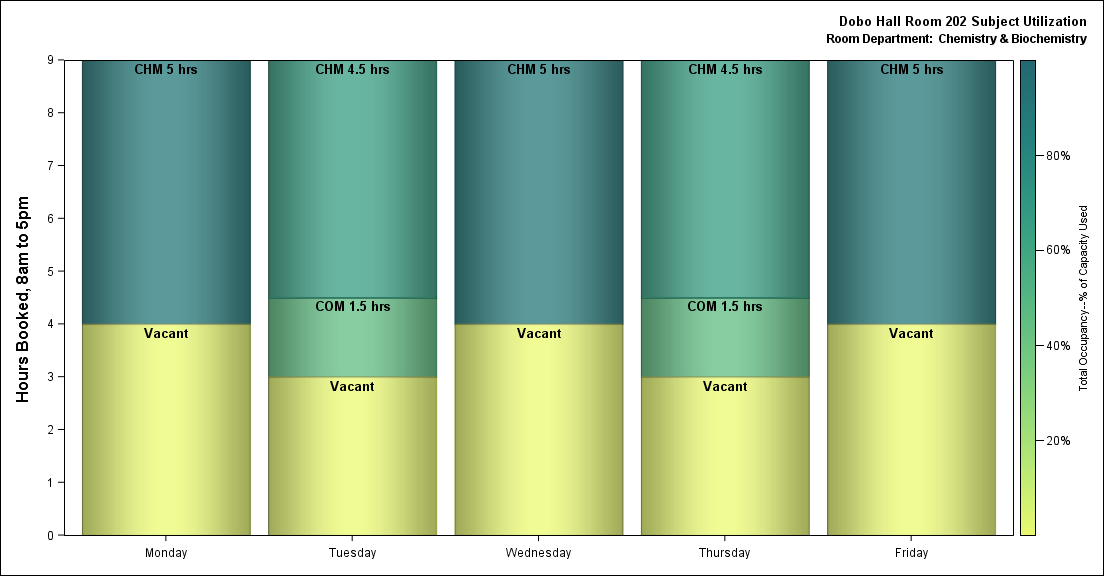 Dobo Hall Room 202 Subject Utilization
Room Department: Chemistry & Biochemistry
Hours Booked, 8am to 5pm
9
8
7
6
5
4
3
2
1
0
CHM 5 hrs
Vacant
CHM 4.5 hrs
COM 1.5 hrs
Vacant
CHM 5 hrs
Vacant
CHM 4.5 hrs
COM 1.5 hrs
Vacant
CHM 5 hrs
Vacant
Monday
Tuesday
Wednesday
Thursday
Friday
80%
60%
40%
20%
Total Occupancy--% of Capacity Used